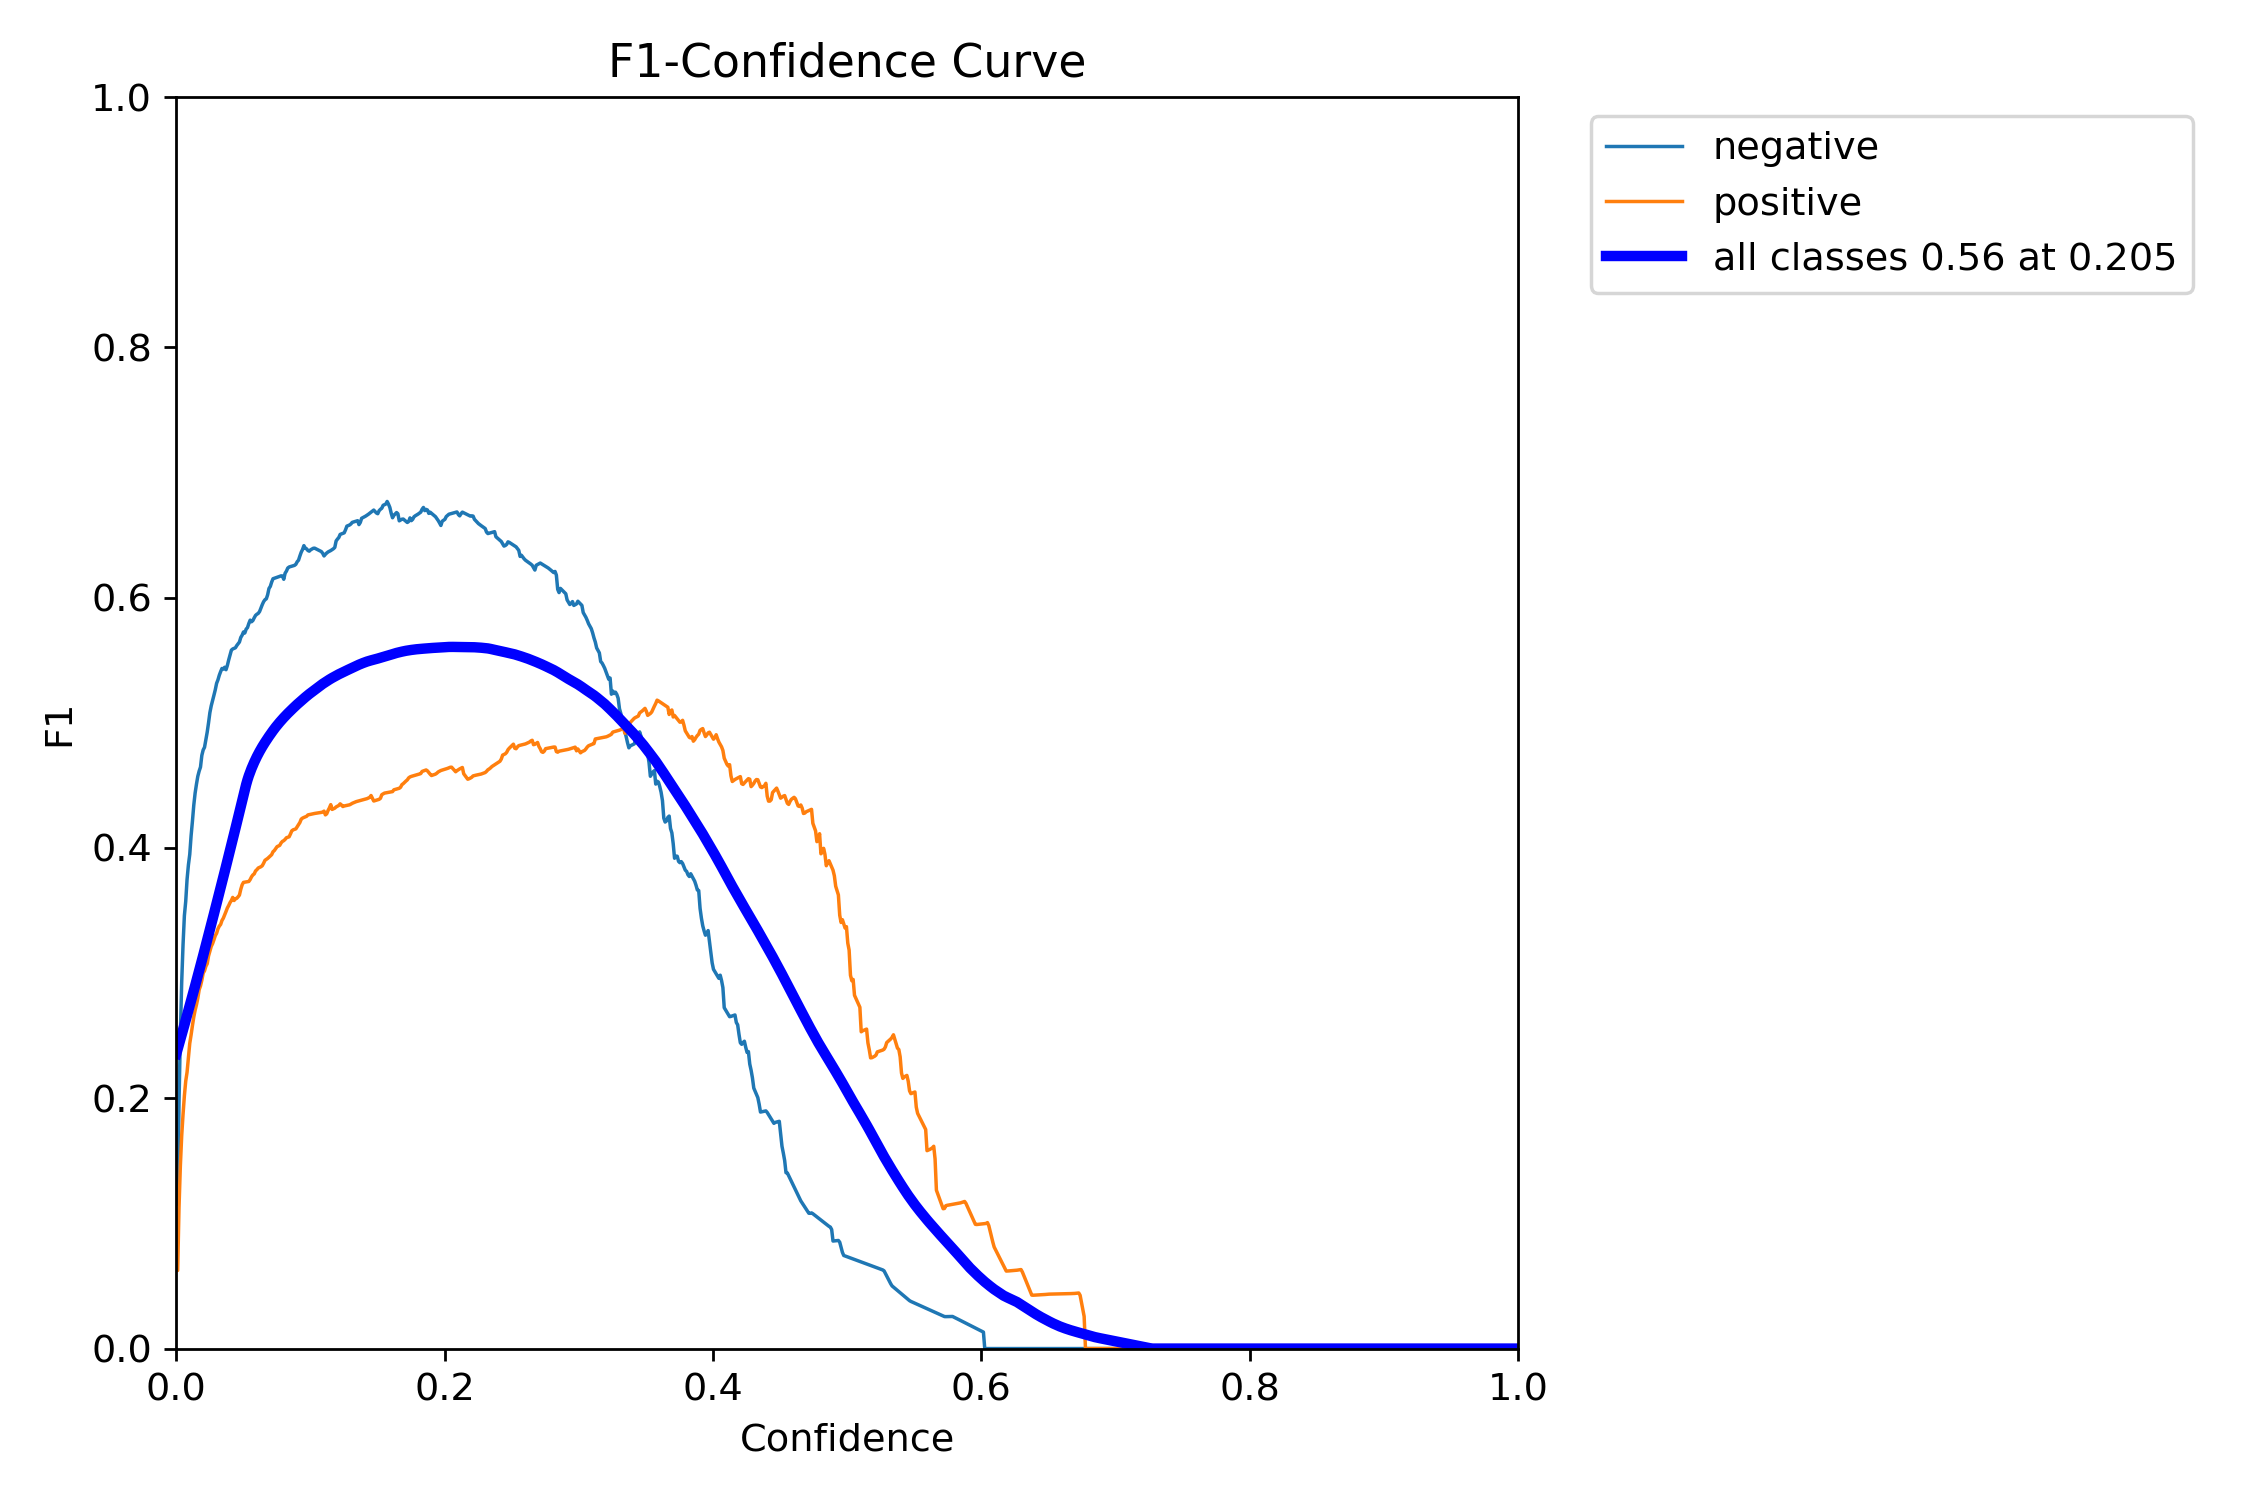 F1-Confidence Curve
1.0
0.8
0.6
0.4
0.2
0.0
F1
0.0 0.2 0.4 0.6 0.8 1.0
Confidence
negative
positive
all classes 0.56 at 0.205